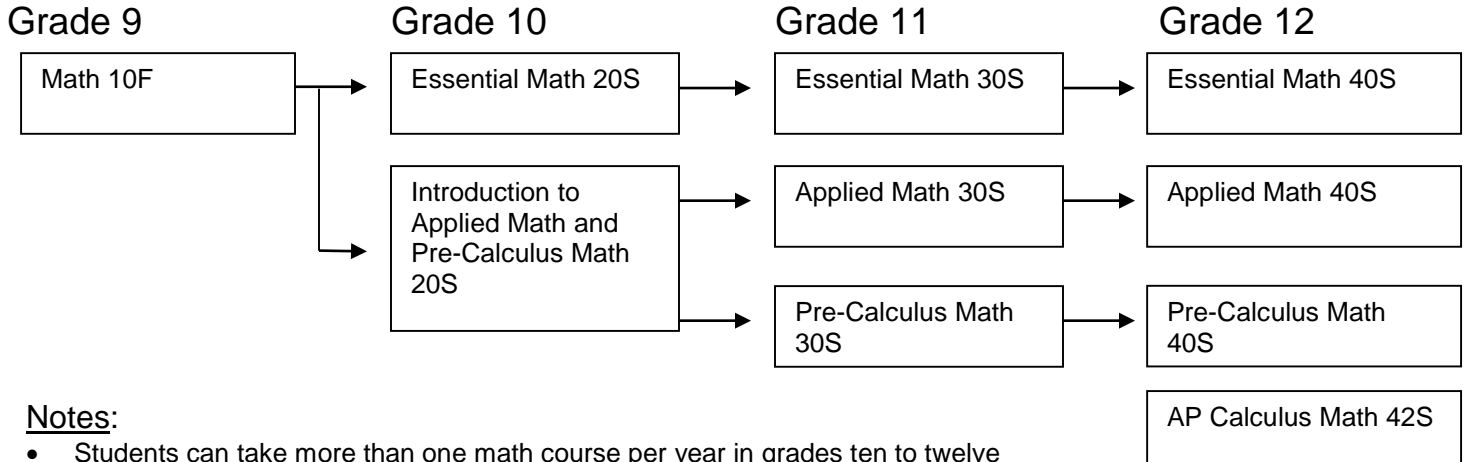 Grade 9
Grade 10
Grade 11
Grade 12
Math 10F
Essential Math 20S
Essential Math 30S
Essential Math 40S
Introduction to
Applied Math and
Pre-Calculus Math
20S
Applied Math 30S
Applied Math 40S
Pre-Calculus Math
30S
Pre-Calculus Math
40S
AP Calculus Math 42S
Notes:
• Students can take more than one math course per year in grades ten to twelve